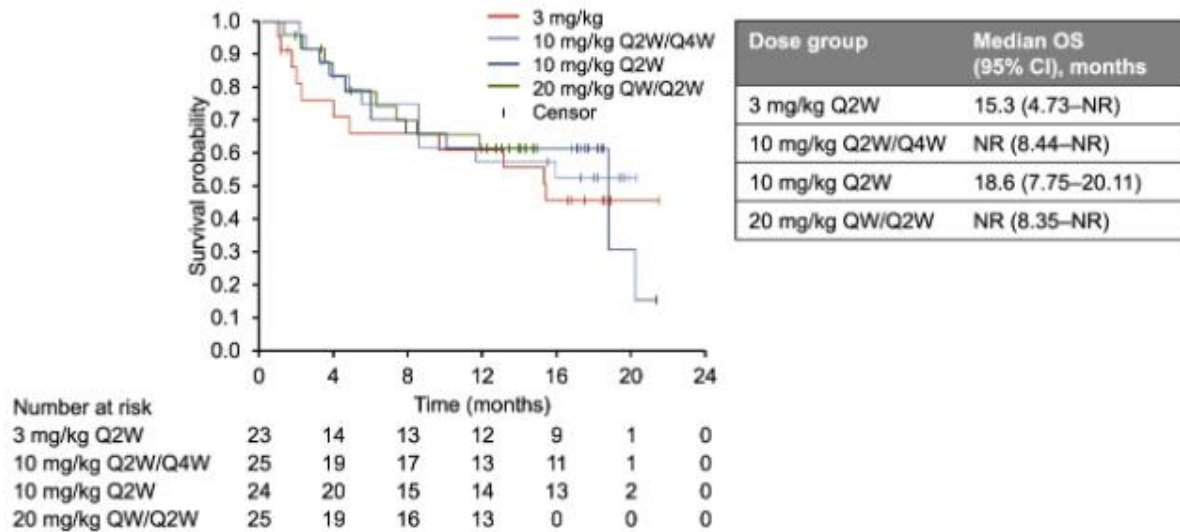 3 mg/kg
10 mg/kg Q2W/Q4W
10 mg/kg Q2W
20 mg/kg QW/Q2W
Censor
Survival probability
1.0
0.9
0.8
0.7
0.6
0.5
0.4
0.3
0.2
0.1
0.0
0 4 8 12 16 20 24
Time (months)
Dose group Median OS
(95% CI), months
3 mg/kg Q2W 15.3 (4.73–NR)
10 mg/kg Q2W/Q4W NR (8.44–NR)
10 mg/kg Q2W 18.6 (7.75–20.11)
20 mg/kg QW/Q2W NR (8.35–NR)
Number at risk
3 mg/kg Q2W 23 14 13 12 9 1 0
10 mg/kg Q2W/Q4W 25 19 17 13 11 1 0
10 mg/kg Q2W 24 20 15 14 13 2 0
20 mg/kg QW/Q2W 25 19 16 13 0 0 0